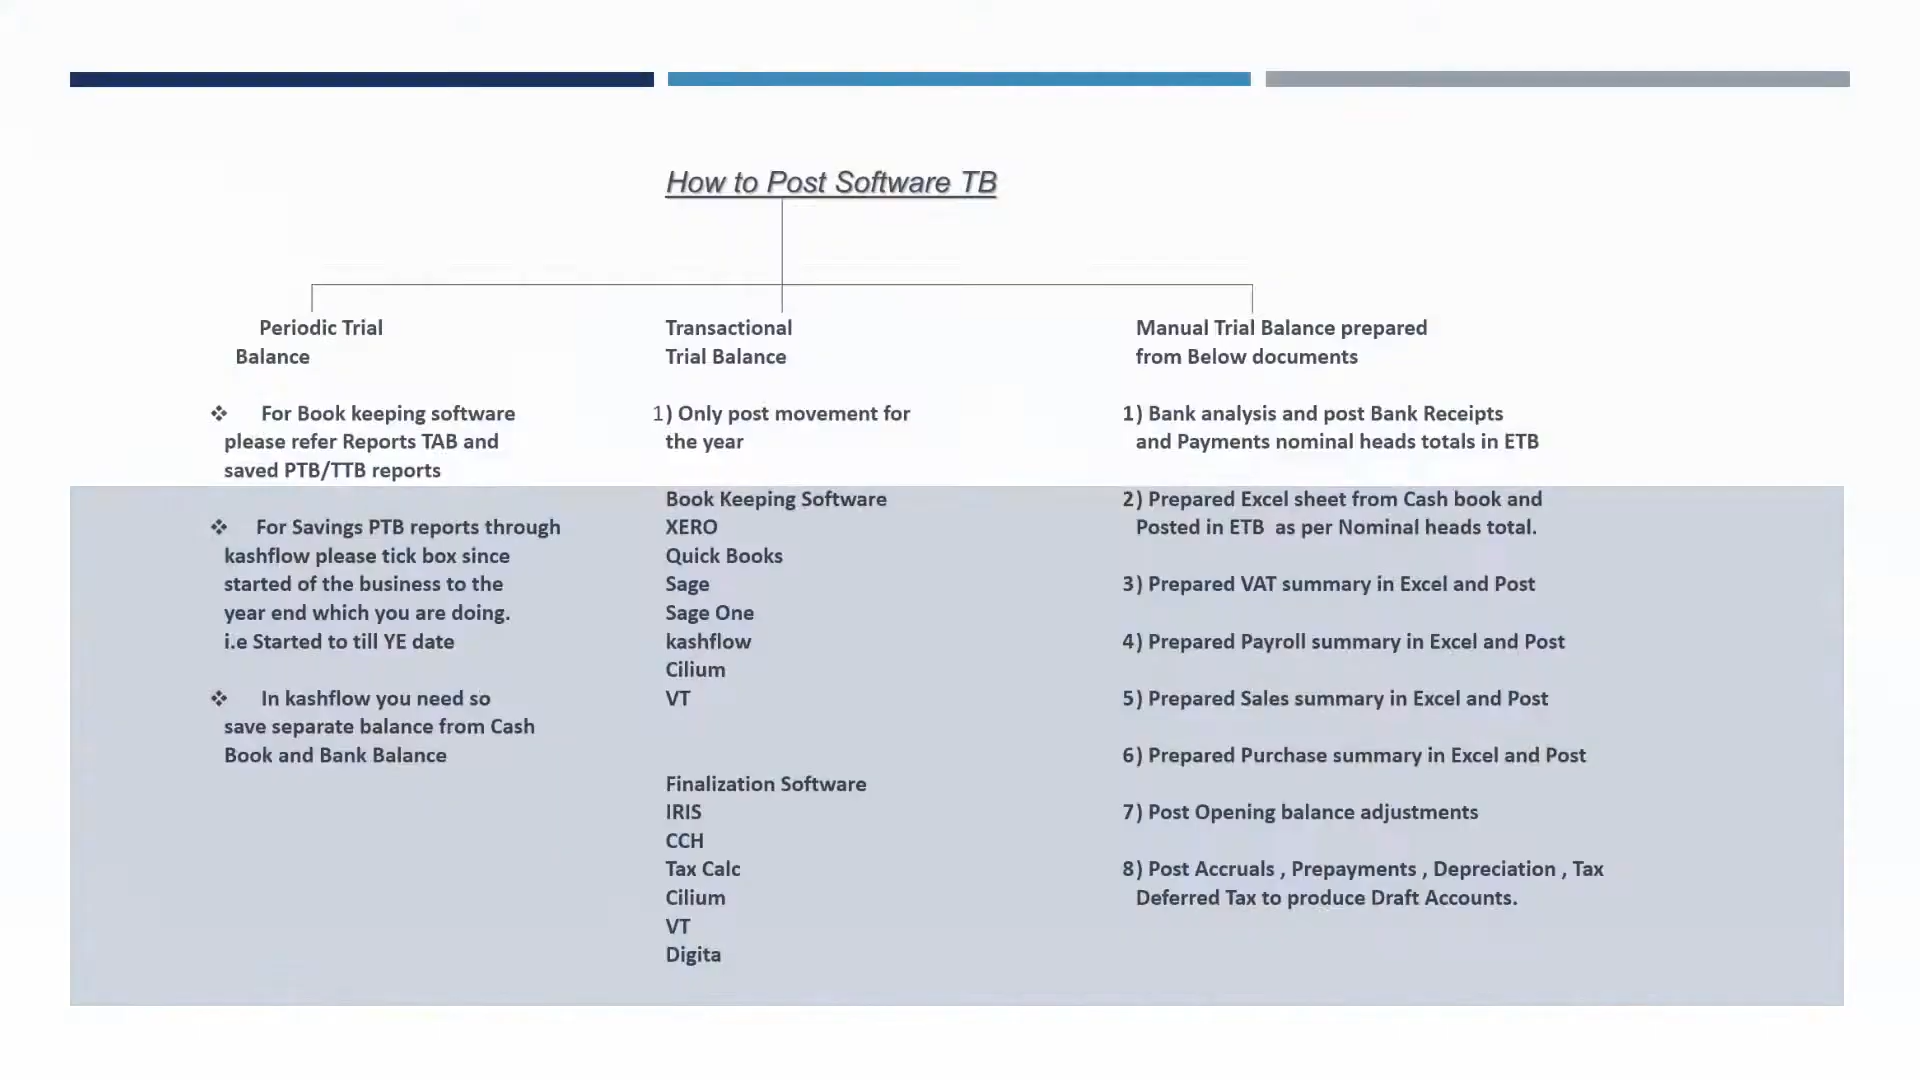 How to Post Software TB
Periodic Trial
Balance
❖ For Book keeping software
please refer Reports TAB and
saved PTB/TTB reports
❖ For Savings PTB reports through
kashflow please tick box since
started of the business to the
year end which you are doing.
i.e Started to till YE date
❖ In kashflow you need so
save separate balance from Cash
Book and Bank Balance
Transactional
Trial Balance
1) Only post movement for
the year
Book Keeping Software
XERO
Quick Books
Sage
Sage One
kashflow
Cilium
VT
Finalization Software
IRIS
CCH
Tax Calc
Cilium
VT
Digita
Manual Trial Balance prepared
from Below documents
1) Bank analysis and post Bank Receipts
and Payments nominal heads totals in ETB
2) Prepared Excel sheet from Cash book and
Posted in ETB as per Nominal heads total.
3) Prepared VAT summary in Excel and Post
4) Prepared Payroll summary in Excel and Post
5) Prepared Sales summary in Excel and Post
6) Prepared Purchase summary in Excel and Post
7) Post Opening balance adjustments
8) Post Accruals , Prepayments , Depreciation , Tax
Deferred Tax to produce Draft Accounts.